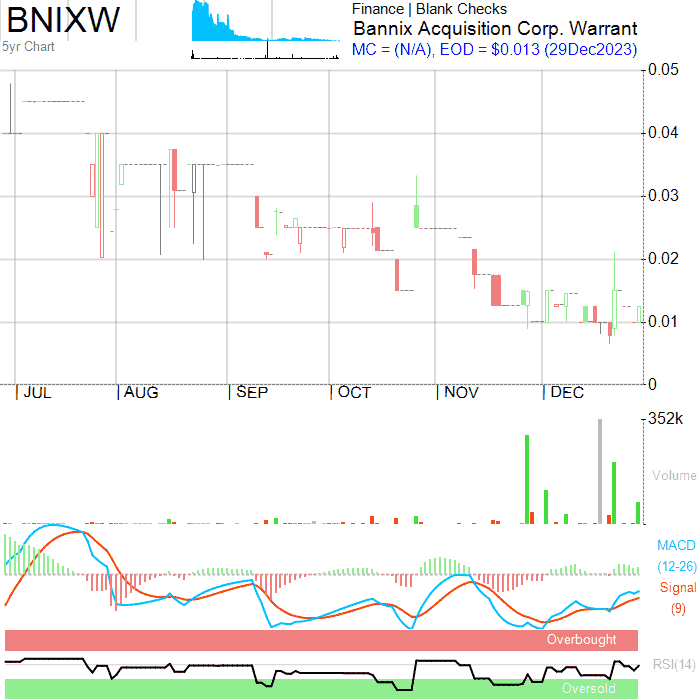 BNIXW
5yr Chart
Finance | Blank Checks
Bannix Acquisition Corp. Warrant
MC = (N/A), EOD = $0.013 (29Dec2023)
0.05
0.04
0.03
0.02
0.01
0
JUL AUG SEP OCT NOV DEC
352k
Volume
MACD
(12-26)
Signal
(9)
Overbought
RSI(14)
Oversold